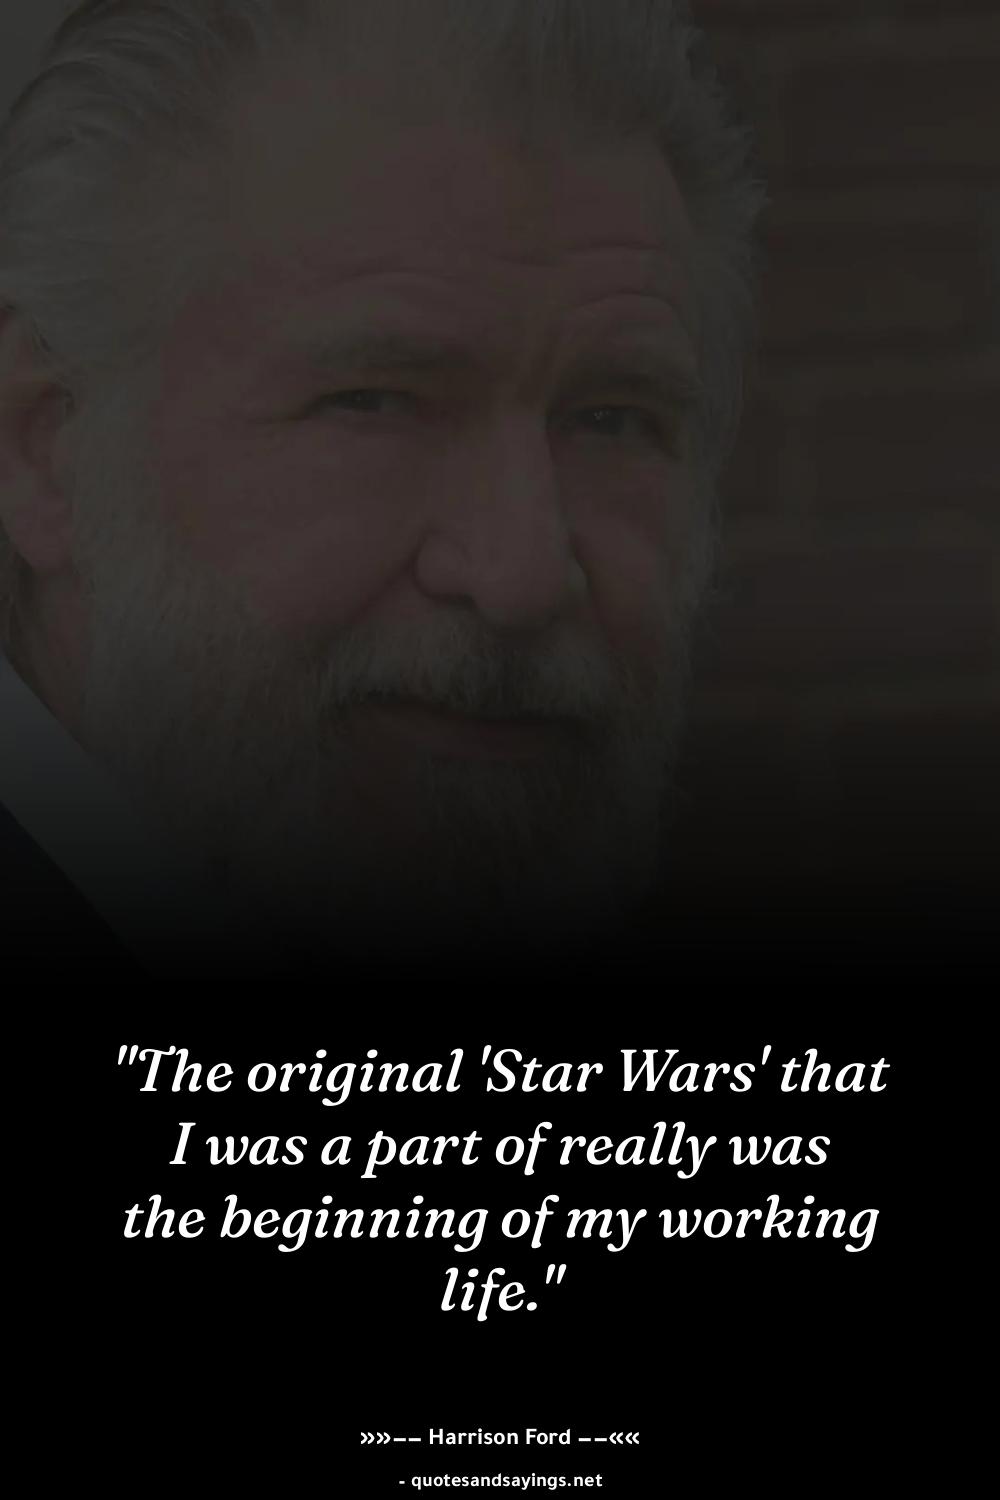 "The original 'Star Wars' that
I was a part of really was
the beginning of my working
life."
»»–– Harrison Ford ––««
- quotesandsayings.net